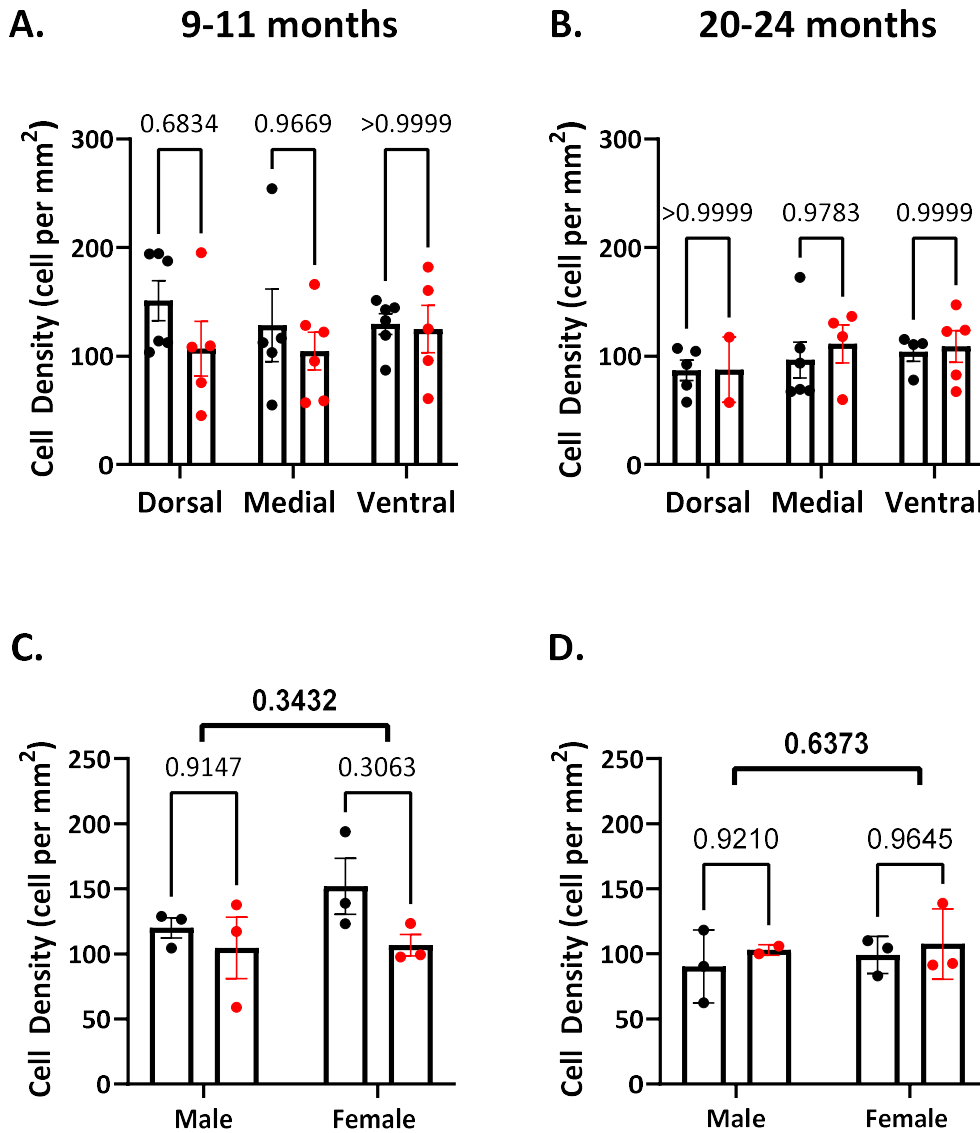 A. 9-11 months
B. 20-24 months
Cell Density (cell per mm²)
300
200
100
0
0.6834
0.9669
>0.9999
Dorsal
Medial
Ventral
Cell Density (cell per mm²)
300
200
100
0
>0.9999
0.9783
0.9999
Dorsal
Medial
Ventral
C.
Cell Density (cell per mm²)
250
200
150
100
50
0
0.3432
0.9147
0.3063
Male
Female
D.
Cell Density (cell per mm²)
250
200
150
100
50
0
0.6373
0.9210
0.9645
Male
Female